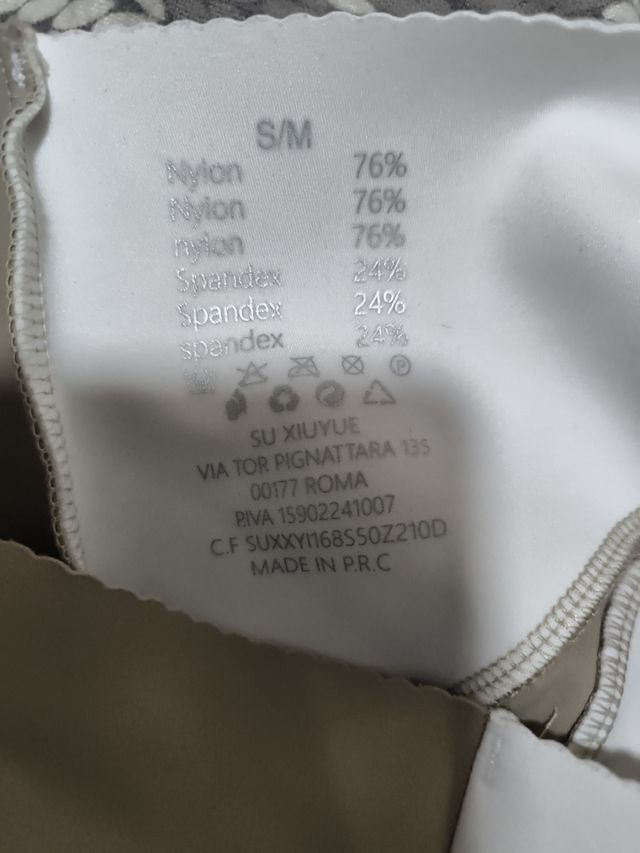 S/M
Nylon 76%
Nylon 76%
nylon 76%
Spandex 24%
Spandex 24%
spandex 24%
P
SU XIUYUE
VIA TOR PIGNATTARA 135
00177 ROMA
P.IVA 15902241007
C.F SUXXYI168S50Z210D
MADE IN P.R.C